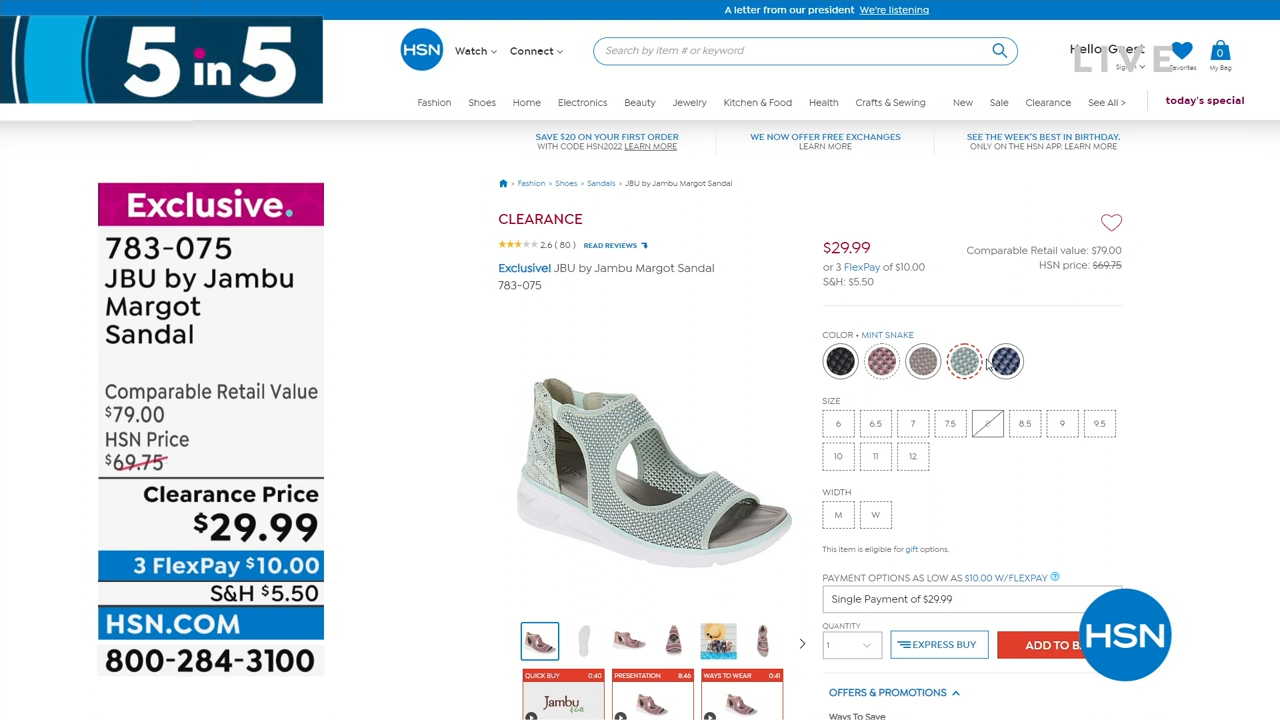 A letter from our president We're listening
5 in 5
HSN
Watch
Connect
Search by item # or keyword
Hello, Guest
LIVE
Favorites
0
My Bag
Fashion Shoes Home Electronics Beauty Jewelry Kitchen & Food Health Crafts & Sewing New Sale Clearance See All > today's special
SAVE $20 ON YOUR FIRST ORDER
WITH CODE HSN2022 LEARN MORE
WE NOW OFFER FREE EXCHANGES
LEARN MORE
SEE THE WEEK'S BEST IN BIRTHDAY.
ONLY ON THE HSN APP. LEARN MORE
> Fashion > Shoes > Sandals > JBU by Jambu Margot Sandal
Exclusive.
783-075
JBU by Jambu
Margot
Sandal
Comparable Retail Value
$79.00
HSN Price
$69.75
Clearance Price
$29.99
3 FlexPay $10.00
S&H $5.50
HSN.COM
800-284-3100
CLEARANCE
2.6 ( 80 ) READ REVIEWS
Exclusive! JBU by Jambu Margot Sandal
783-075
$29.99
or 3 FlexPay of $10.00
S&H: $5.50
Comparable Retail value: $79.00
HSN price: $69.75
COLOR • MINT SNAKE
SIZE
6 6.5 7 7.5 8 8.5 9 9.5
10 11 12
WIDTH
M W
This item is eligible for gift options.
PAYMENT OPTIONS AS LOW AS $10.00 W/FLEXPAY ?
Single Payment of $29.99
QUANTITY
1
EXPRESS BUY
ADD TO B
HSN
QUICK BUY 0:40
PRESENTATION 8:46
WAYS TO WEAR 0:41
Jambu
&Co.
OFFERS & PROMOTIONS
Ways To Save